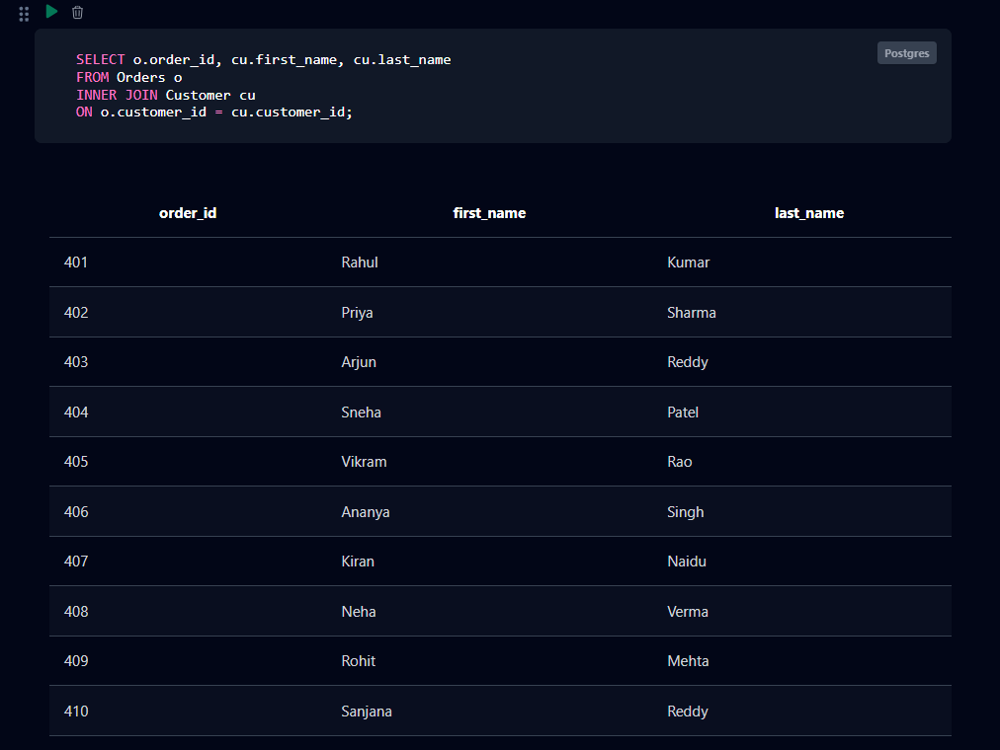 Postgres
SELECT o.order_id, cu.first_name, cu.last_name
FROM Orders o
INNER JOIN Customer cu
ON o.customer_id = cu.customer_id;
order_id first_name last_name
401 Rahul Kumar
402 Priya Sharma
403 Arjun Reddy
404 Sneha Patel
405 Vikram Rao
406 Ananya Singh
407 Kiran Naidu
408 Neha Verma
409 Rohit Mehta
410 Sanjana Reddy